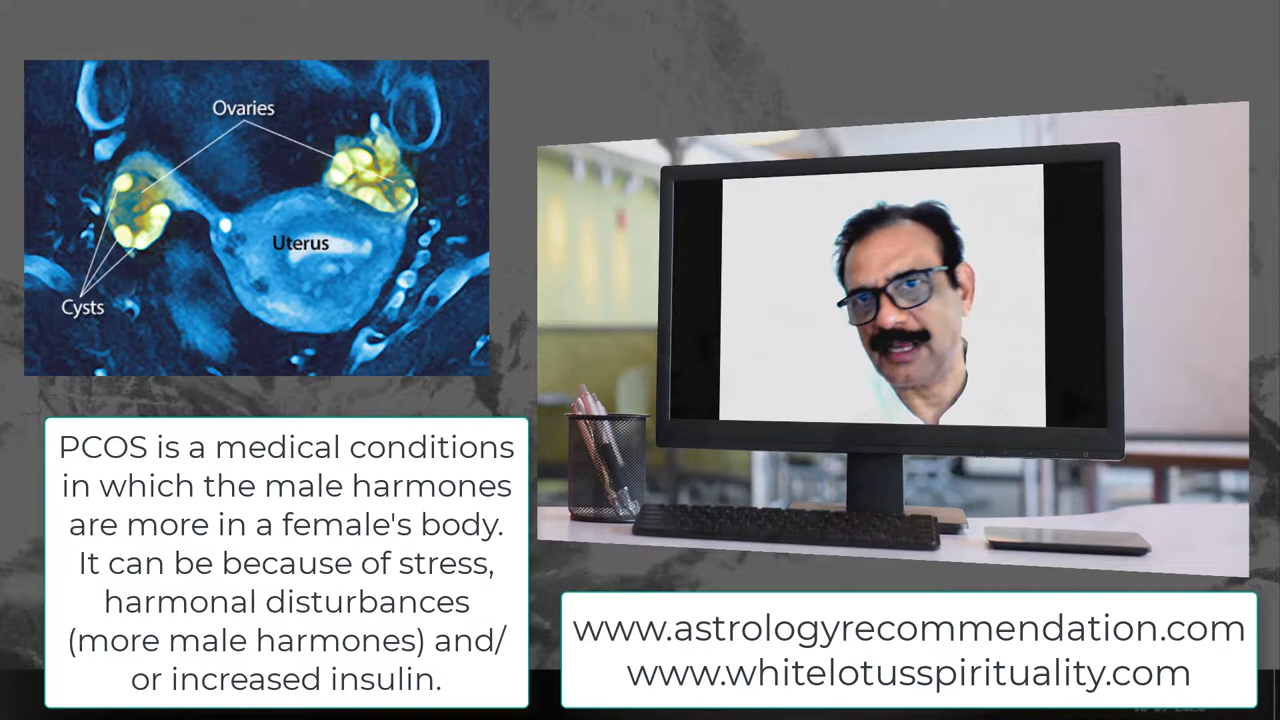 Ovaries
Uterus
Cysts
PCOS is a medical conditions
in which the male harmones
are more in a female's body.
It can be because of stress,
harmonal disturbances
(more male harmones) and/
or increased insulin.
www.astrologyrecommendation.com
www.whitelotusspirituality.com